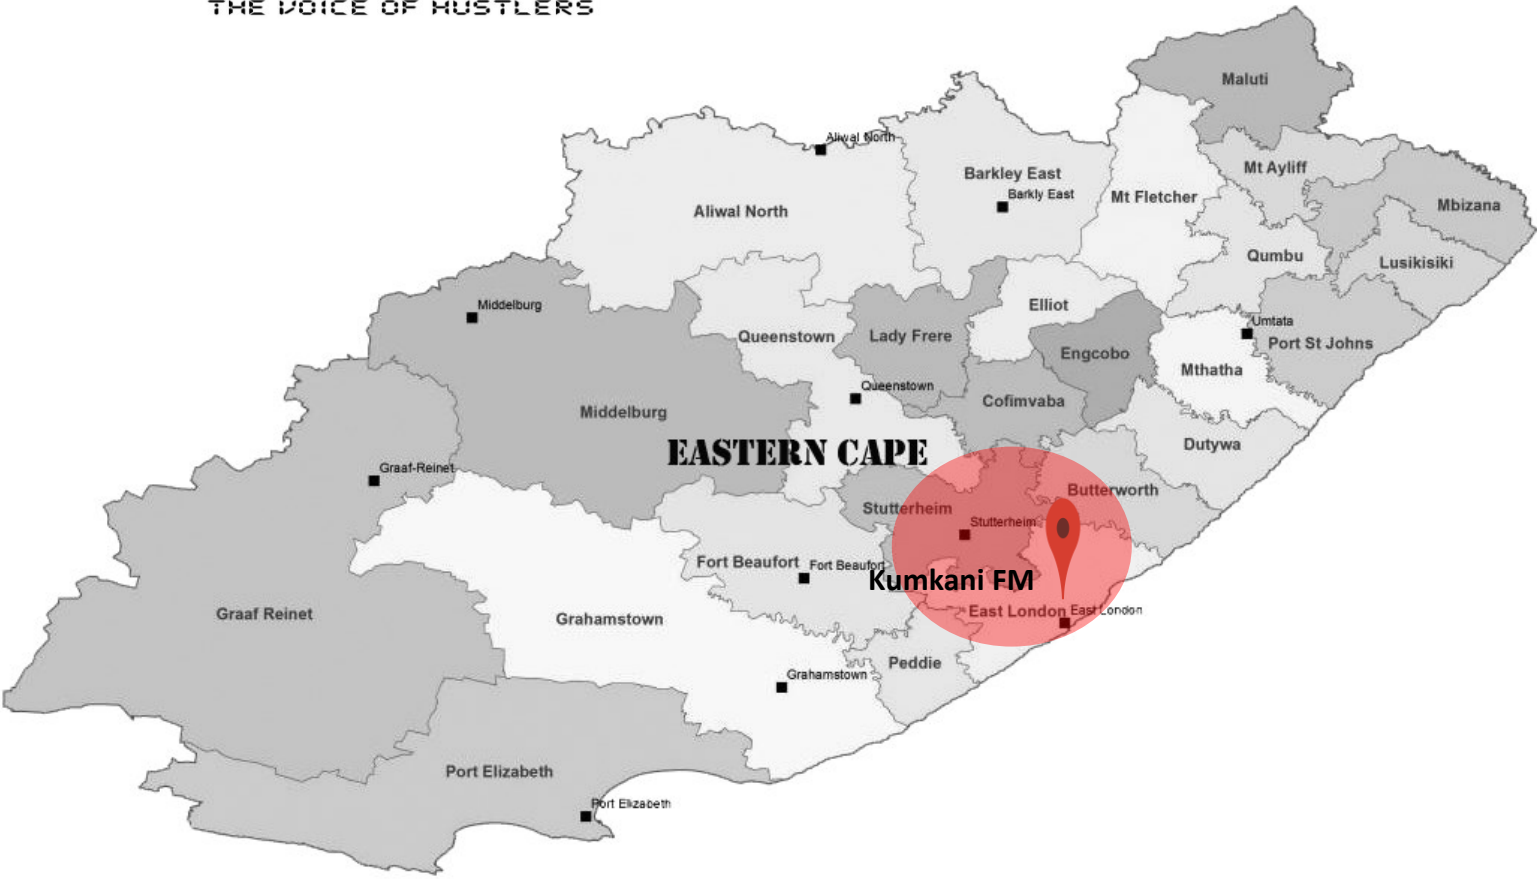 THE VOICE OF HUSTLERS
Maluti
Aliwal North
Mt Ayliff
Barkley East
Barkly East
Mt Fletcher
Mbizana
Aliwal North
Qumbu
Lusikisiki
Middelburg
Elliot
Umtata
Queenstown
Lady Frere
Port St Johns
Engcobo
Mthatha
Queenstown
Cofimvaba
Middelburg
Dutywa
EASTERN CAPE
Graaf-Reinet
Butterworth
Stutterheim
Stutterheim
Fort Beaufort
Fort Beaufort
Kumkani FM
East London
East London
Graaf Reinet
Grahamstown
Peddie
Grahamstown
Port Elizabeth
Port Elizabeth